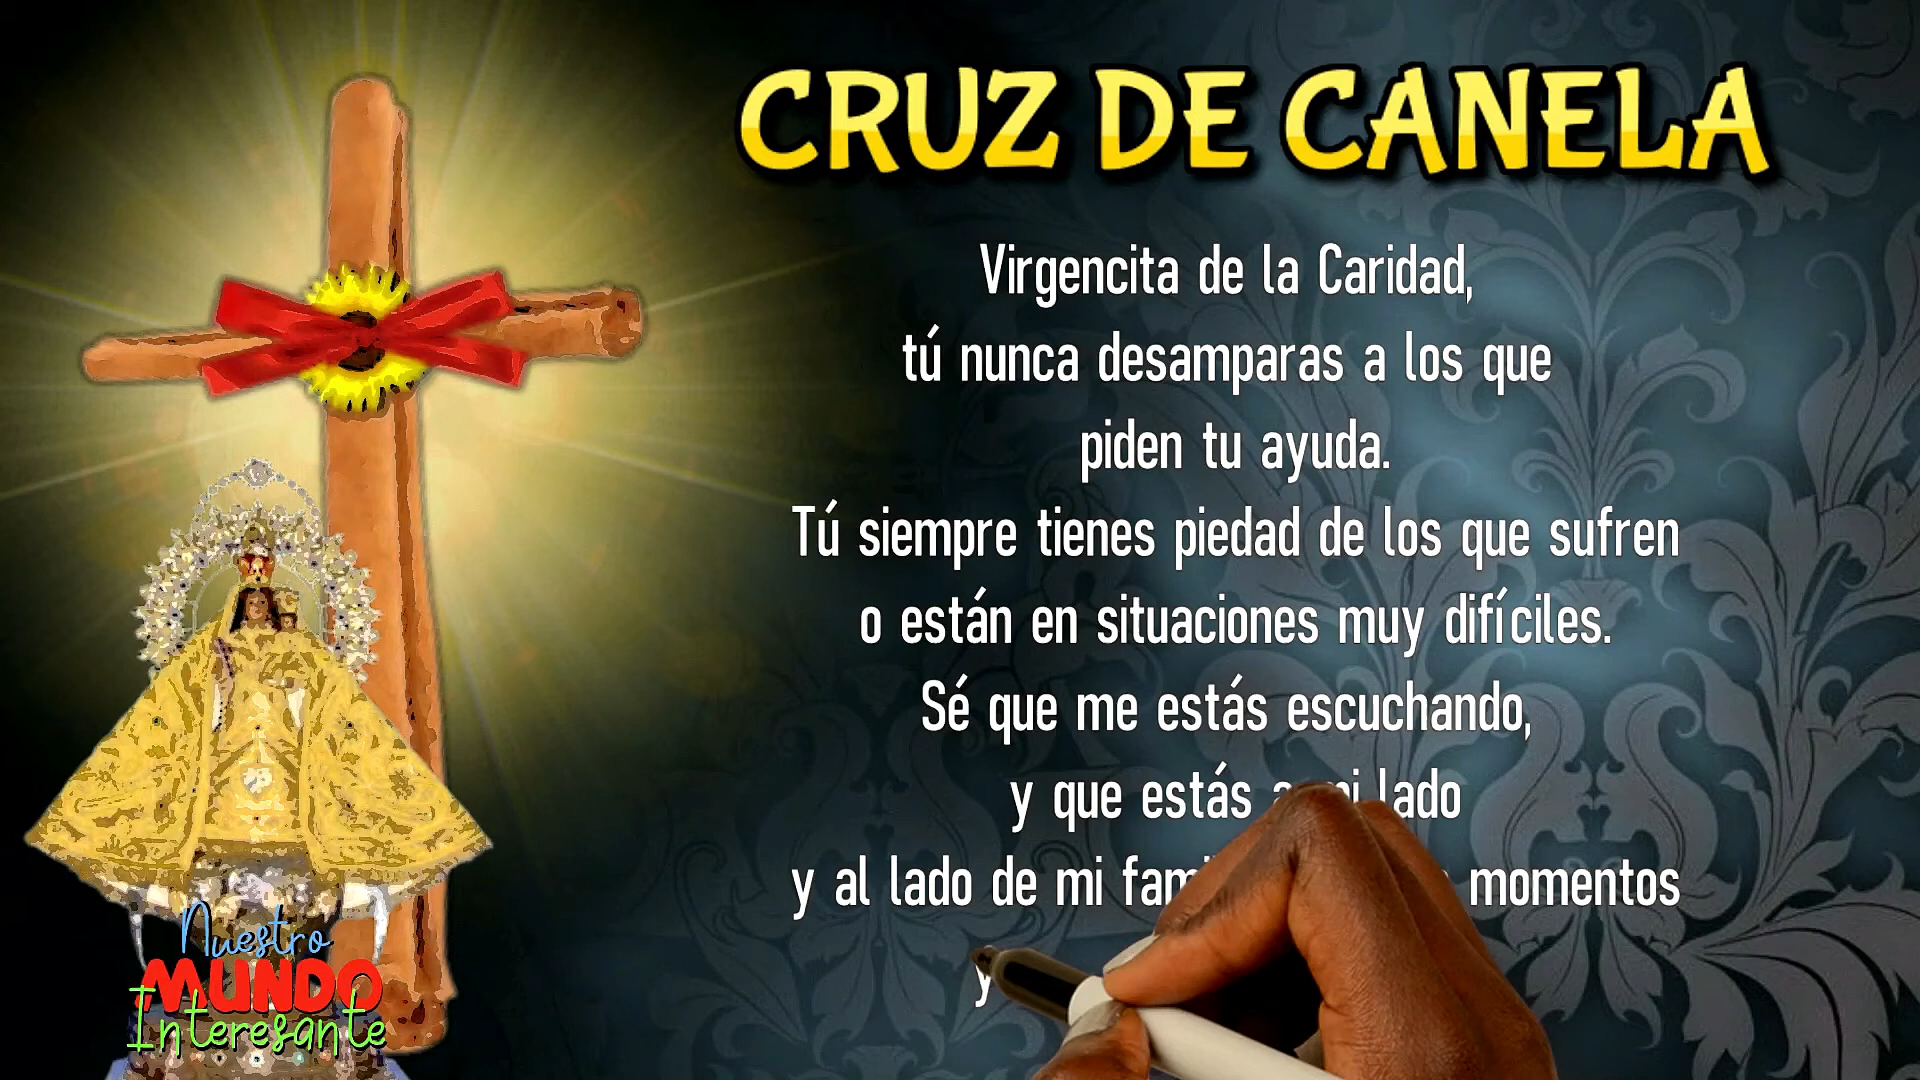 CRUZ DE CANELA
Virgencita de la Caridad,
tú nunca desamparas a los que
piden tu ayuda.
Tú siempre tienes piedad de los que sufren
o están en situaciones muy difíciles.
Sé que me estás escuchando,
y que estás lado
y al lado de mi momentos
y
Nuestro
MUNDO
Interesante